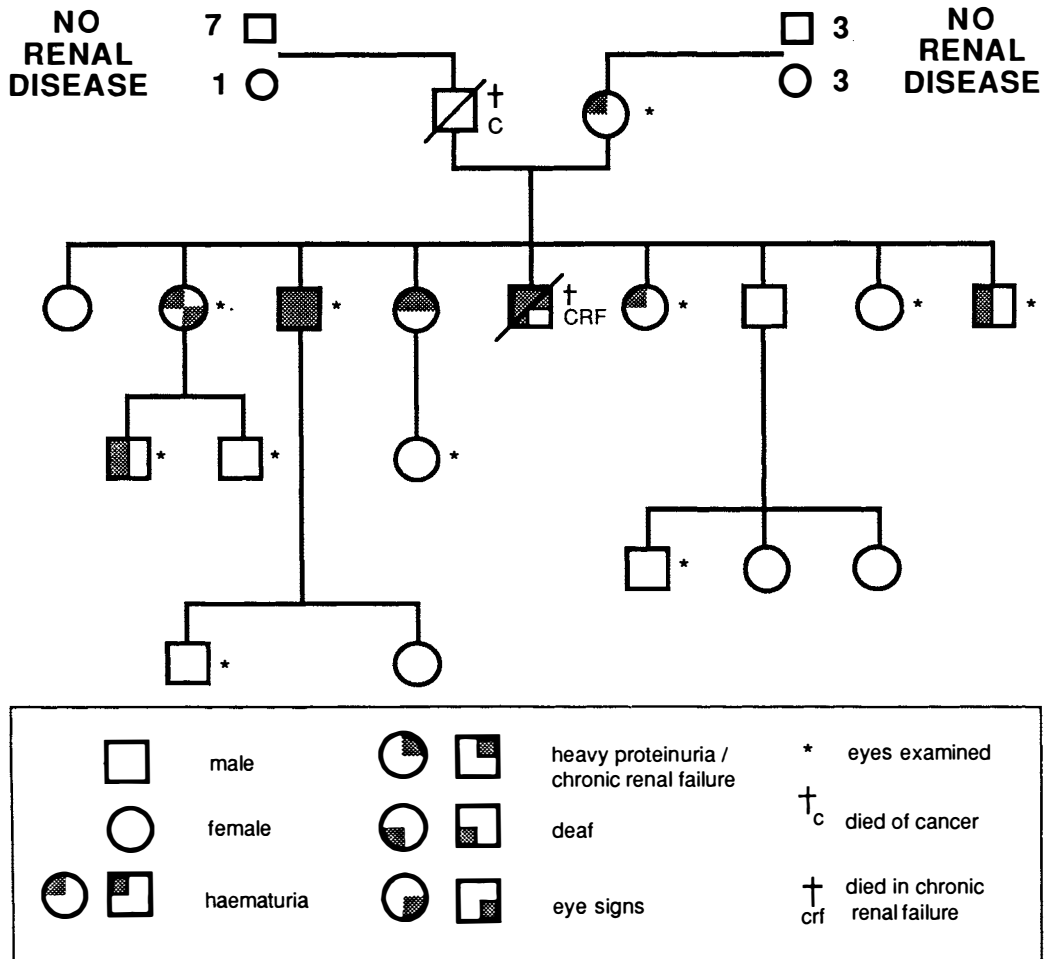 NO
RENAL
DISEASE
7
1
3
3
NO
RENAL
DISEASE
†
C
*
*
*
†
CRF
*
*
*
*
*
*
*
*
male
female
haematuria
heavy proteinuria /
chronic renal failure
deaf
eye signs
* eyes examined
†c died of cancer
† died in chronic
crf renal failure